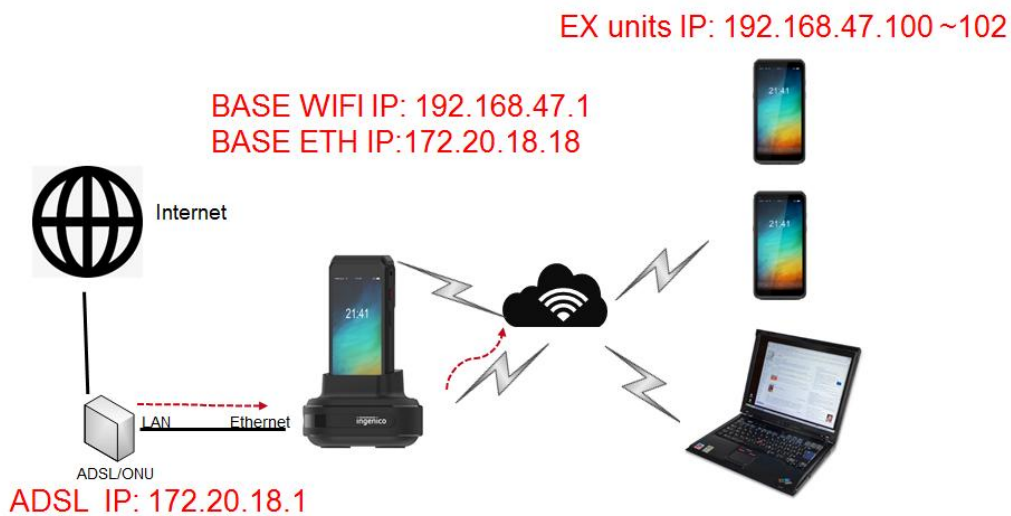 EX units IP: 192.168.47.100 ~102
BASE WIFI IP: 192.168.47.1
BASE ETH IP:172.20.18.18
Internet
21:41
21:41
21:41
LAN
Ethernet
ingenico
ADSL/ONU
ADSL IP: 172.20.18.1